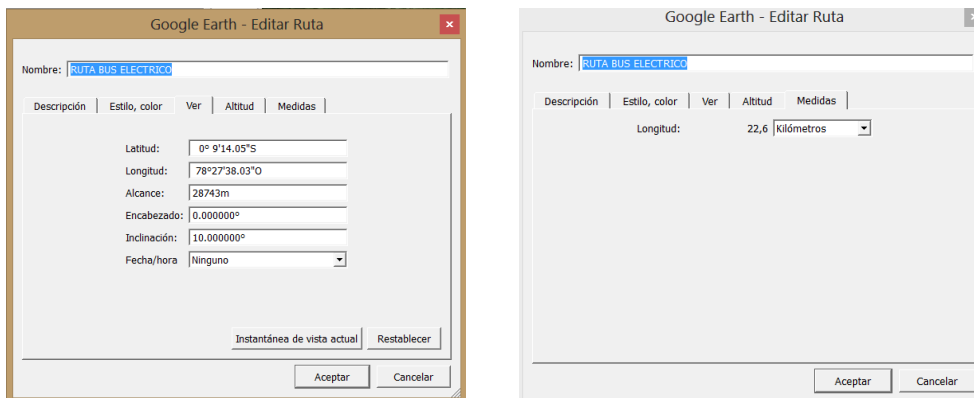 Google Earth - Editar Ruta
Nombre: RUTA BUS ELECTRICO
Descripción Estilo, color Ver Altitud Medidas
Latitud: 0° 9'14.05"S
Longitud: 78°27'38.03"O
Alcance: 28743m
Encabezado: 0.000000°
Inclinación: 10.000000°
Fecha/hora Ninguno
Instantánea de vista actual Restablecer
Aceptar Cancelar
Google Earth - Editar Ruta
Nombre: RUTA BUS ELECTRICO
Descripción Estilo, color Ver Altitud Medidas
Longitud: 22,6 Kilómetros
Aceptar Cancelar